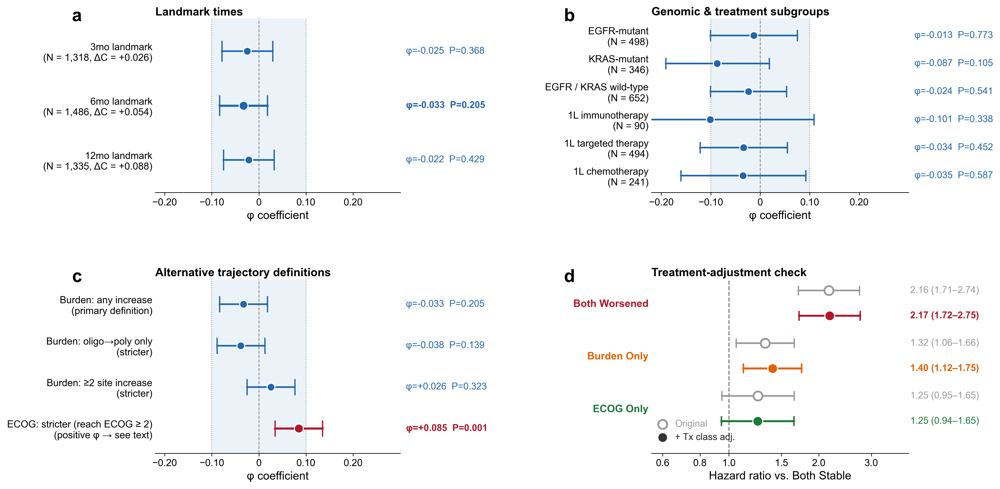 a
Landmark times
3mo landmark
(N = 1,318, ΔC = +0.026)
φ=-0.025  P=0.368
6mo landmark
(N = 1,486, ΔC = +0.054)
φ=-0.033  P=0.205
12mo landmark
(N = 1,335, ΔC = +0.088)
φ=-0.022  P=0.429
−0.20 −0.10 0 0.10 0.20
φ coefficient
b
Genomic & treatment subgroups
EGFR-mutant
(N = 498)
φ=-0.013  P=0.773
KRAS-mutant
(N = 346)
φ=-0.087  P=0.105
EGFR / KRAS wild-type
(N = 652)
φ=-0.024  P=0.541
1L immunotherapy
(N = 90)
φ=-0.101  P=0.338
1L targeted therapy
(N = 494)
φ=-0.034  P=0.452
1L chemotherapy
(N = 241)
φ=-0.035  P=0.587
−0.20 −0.10 0 0.10 0.20
φ coefficient
c
Alternative trajectory definitions
Burden: any increase
(primary definition)
φ=-0.033  P=0.205
Burden: oligo→poly only
(stricter)
φ=-0.038  P=0.139
Burden: ≥2 site increase
(stricter)
φ=+0.026  P=0.323
ECOG: stricter (reach ECOG ≥ 2)
(positive φ → see text)
φ=+0.085  P=0.001
−0.20 −0.10 0 0.10 0.20
φ coefficient
d
Treatment-adjustment check
Both Worsened
2.16 (1.71–2.74)
2.17 (1.72–2.75)
Burden Only
1.32 (1.06–1.66)
1.40 (1.12–1.75)
ECOG Only
1.25 (0.95–1.65)
1.25 (0.94–1.65)
Original
+ Tx class adj.
0.6 0.8 1.0 1.5 2.0 3.0
Hazard ratio vs. Both Stable